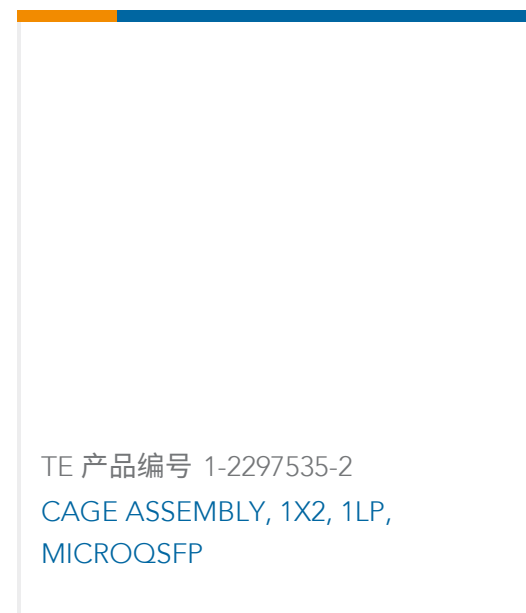 TE 产品编号 1-2297535-2
CAGE ASSEMBLY, 1X2, 1LP,
MICROQSFP